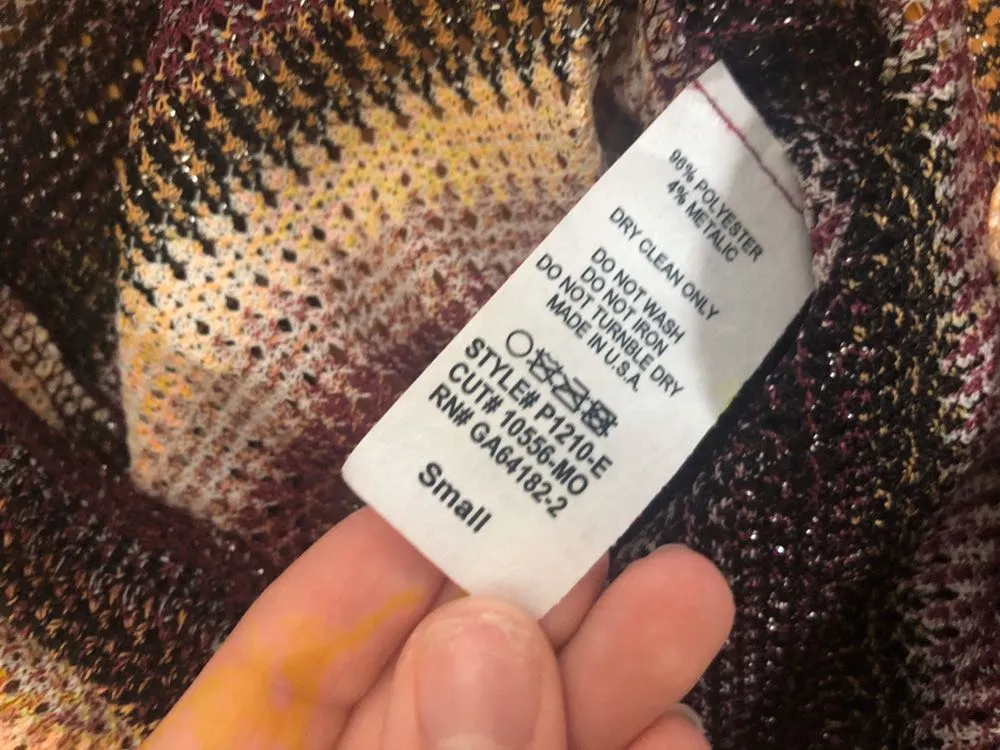 96% POLYESTER
4% METALIC
DRY CLEAN ONLY
DO NOT WASH
DO NOT IRON
DO NOT TURNBLE DRY
MADE IN U.S.A.
STYLE# P1210-E
CUT# 10556-MO
RN# GA64182-2
Small